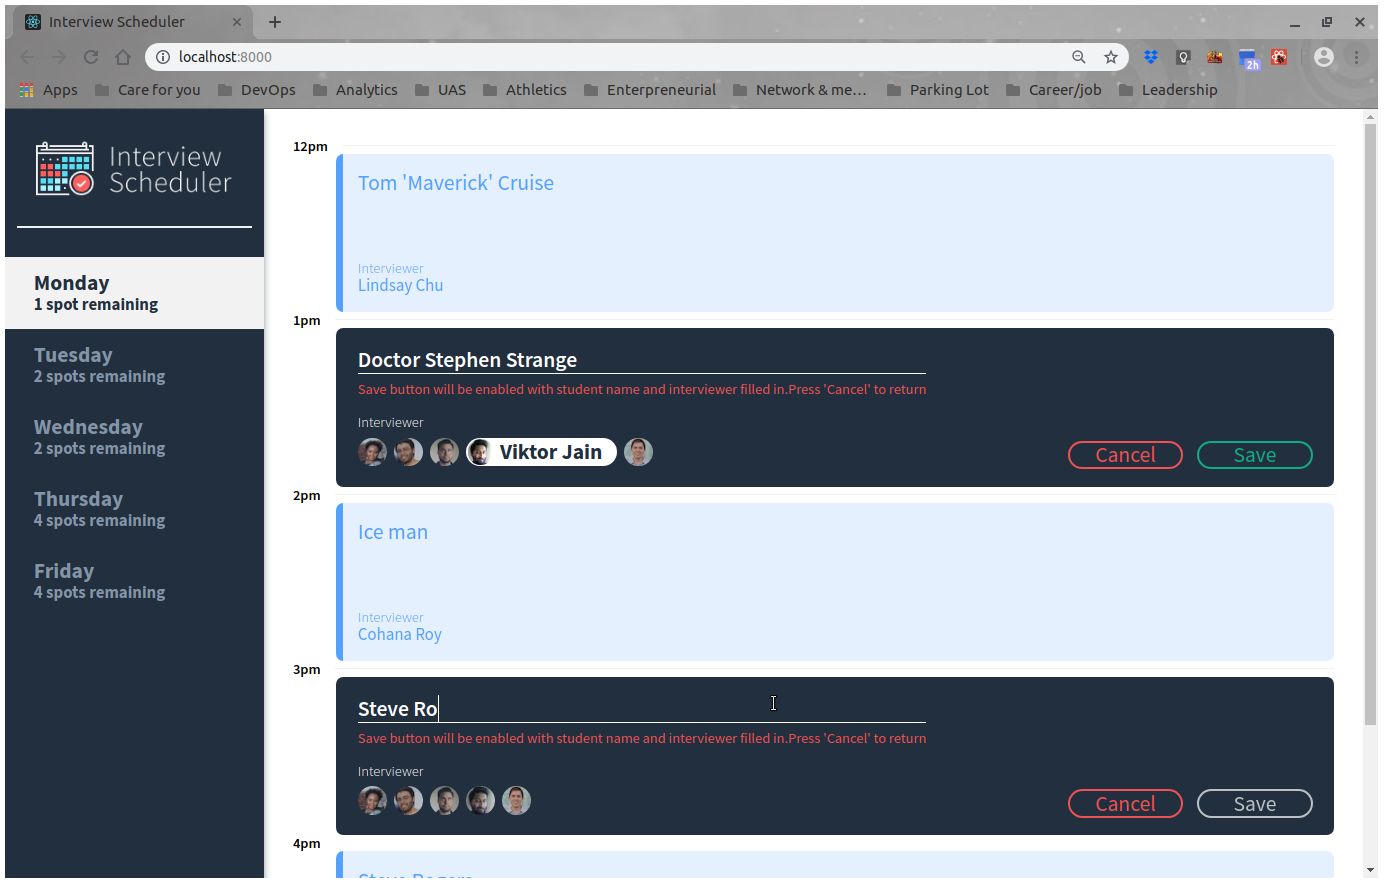 Interview Scheduler
localhost:8000
2h
Apps Care for you DevOps Analytics UAS Athletics Enterpreneurial Network & me... Parking Lot Career/job Leadership
Interview
Scheduler
Monday
1 spot remaining
Tuesday
2 spots remaining
Wednesday
2 spots remaining
Thursday
4 spots remaining
Friday
4 spots remaining
12pm
Tom 'Maverick' Cruise
Interviewer
Lindsay Chu
1pm
Doctor Stephen Strange
Save button will be enabled with student name and interviewer filled in.Press 'Cancel' to return
Interviewer
Viktor Jain
Cancel Save
2pm
Ice man
Interviewer
Cohana Roy
3pm
Steve Ro
Save button will be enabled with student name and interviewer filled in.Press 'Cancel' to return
Interviewer
Cancel Save
4pm
Steve Rogers